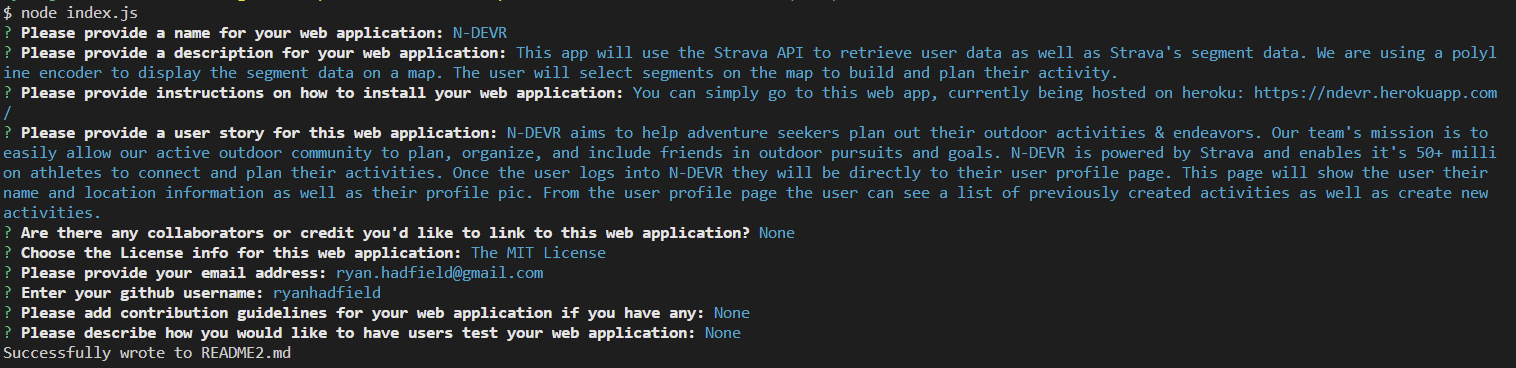 $ node index.js
? Please provide a name for your web application: N-DEVR
? Please provide a description for your web application: This app will use the Strava API to retrieve user data as well as Strava's segment data. We are using a polyl
ine encoder to display the segment data on a map. The user will select segments on the map to build and plan their activity.
? Please provide instructions on how to install your web application: You can simply go to this web app, currently being hosted on heroku: https://ndevr.herokuapp.com
/
? Please provide a user story for this web application: N-DEVR aims to help adventure seekers plan out their outdoor activities & endeavors. Our team's mission is to
easily allow our active outdoor community to plan, organize, and include friends in outdoor pursuits and goals. N-DEVR is powered by Strava and enables it's 50+ milli
on athletes to connect and plan their activities. Once the user logs into N-DEVR they will be directly to their user profile page. This page will show the user their
name and location information as well as their profile pic. From the user profile page the user can see a list of previously created activities as well as create new
activities.
? Are there any collaborators or credit you'd like to link to this web application? None
? Choose the License info for this web application: The MIT License
? Please provide your email address: ryan.hadfield@gmail.com
? Enter your github username: ryanhadfield
? Please add contribution guidelines for your web application if you have any: None
? Please describe how you would like to have users test your web application: None
Successfully wrote to README2.md